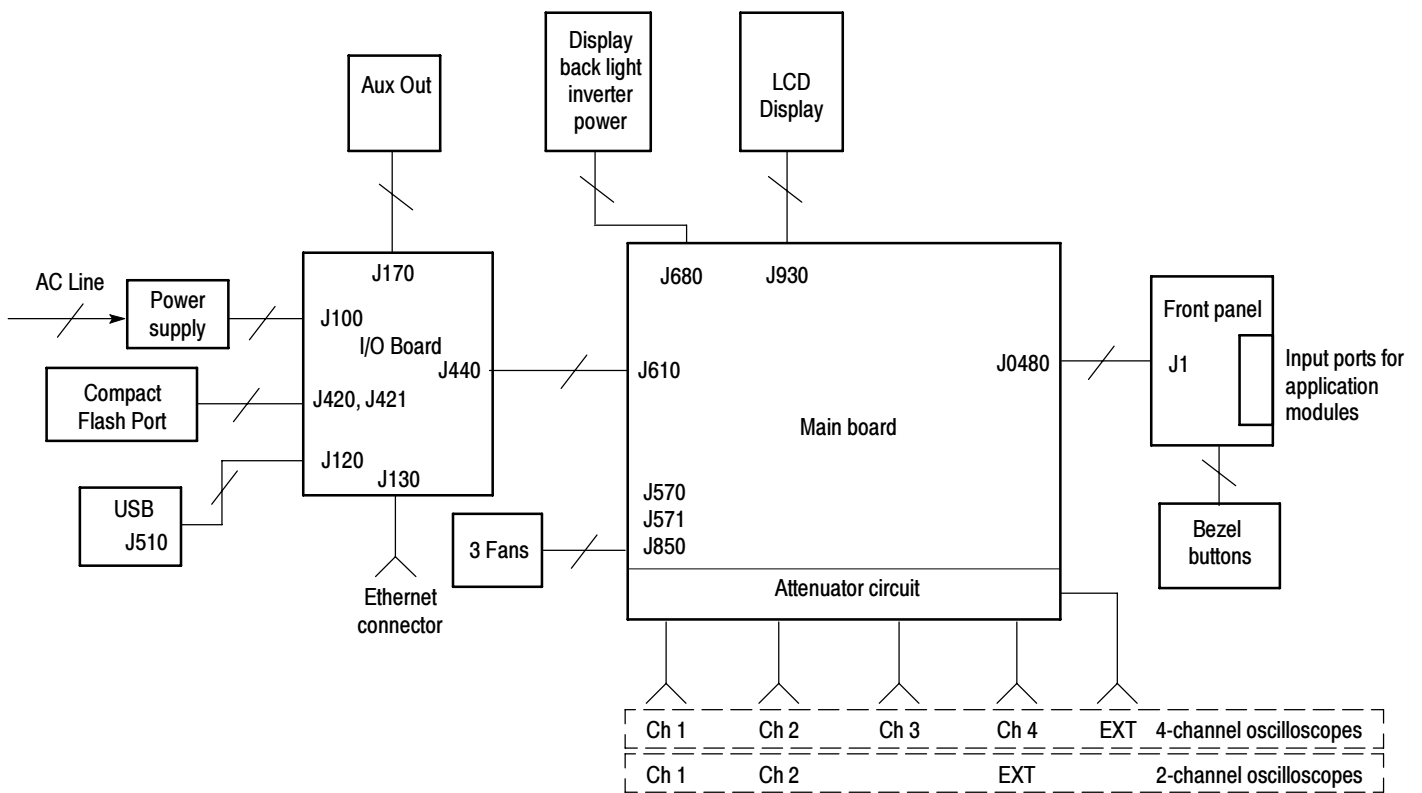 Aux Out
Display
back light
inverter
power
LCD
Display
AC Line
Power
supply
Compact
Flash Port
USB
J510
J170
J100
I/O Board
J440
J420, J421
J120
J130
Ethernet
connector
3 Fans
J680
J930
J610
J0480
Main board
J570
J571
J850
Attenuator circuit
Front panel
J1
Input ports for
application
modules
Bezel
buttons
Ch 1 Ch 2 Ch 3 Ch 4 EXT 4-channel oscilloscopes
Ch 1 Ch 2 EXT 2-channel oscilloscopes